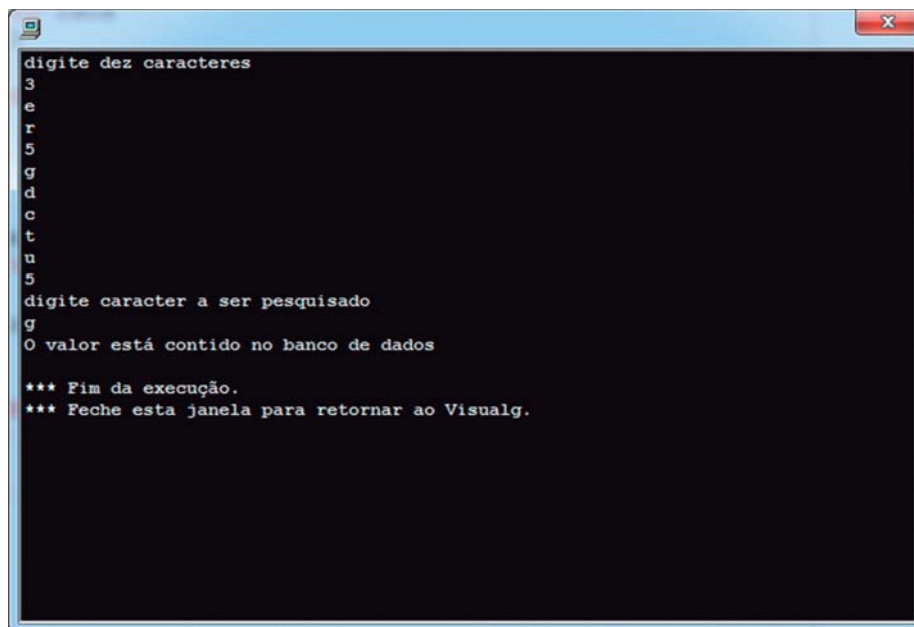 digite dez caracteres
3
e
r
5
g
d
c
t
u
5
digite caracter a ser pesquisado
g
O valor está contido no banco de dados
*** Fim da execução.
*** Feche esta janela para retornar ao Visualg.